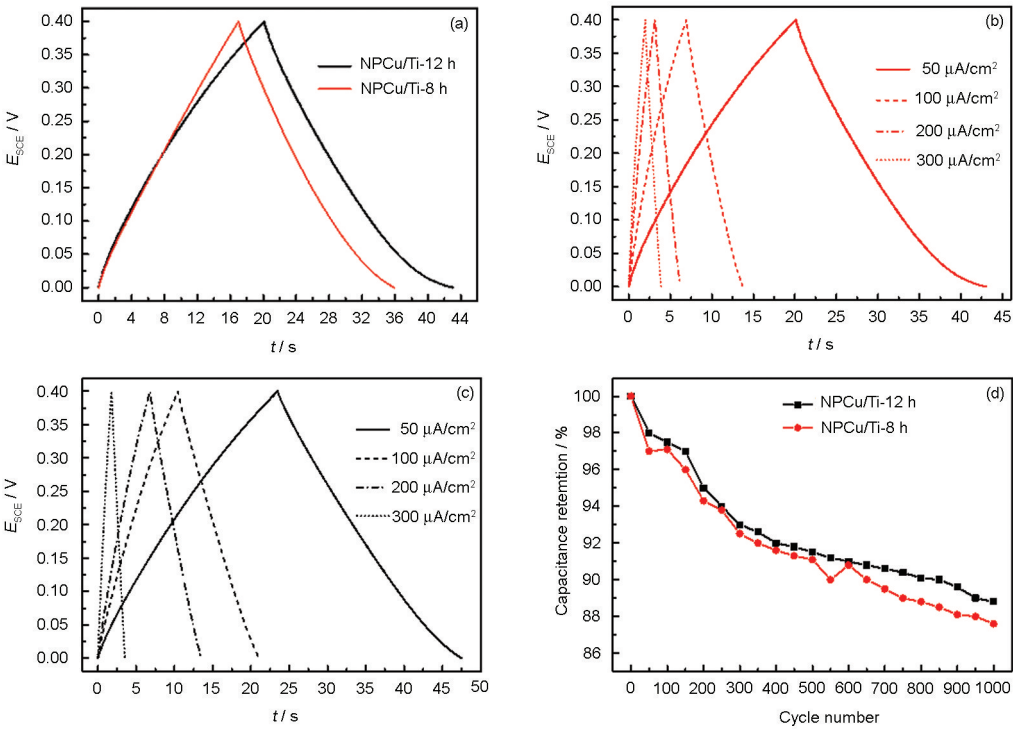 (a)
NPCu/Ti-12 h
NPCu/Ti-8 h
0.40
0.35
0.30
0.25
0.20
0.15
0.10
0.05
0.00
E_SCE / V
0 4 8 12 16 20 24 28 32 36 40 44
t / s
(b)
50 μA/cm²
100 μA/cm²
200 μA/cm²
300 μA/cm²
0.40
0.35
0.30
0.25
0.20
0.15
0.10
0.05
0.00
E_SCE / V
0 5 10 15 20 25 30 35 40 45
t / s
(c)
50 μA/cm²
100 μA/cm²
200 μA/cm²
300 μA/cm²
0.40
0.35
0.30
0.25
0.20
0.15
0.10
0.05
0.00
E_SCE / V
0 5 10 15 20 25 30 35 40 45 50
t / s
(d)
NPCu/Ti-12 h
NPCu/Ti-8 h
100
98
96
94
92
90
88
86
Capacitance retemtion / %
0 100 200 300 400 500 600 700 800 900 1000
Cycle number